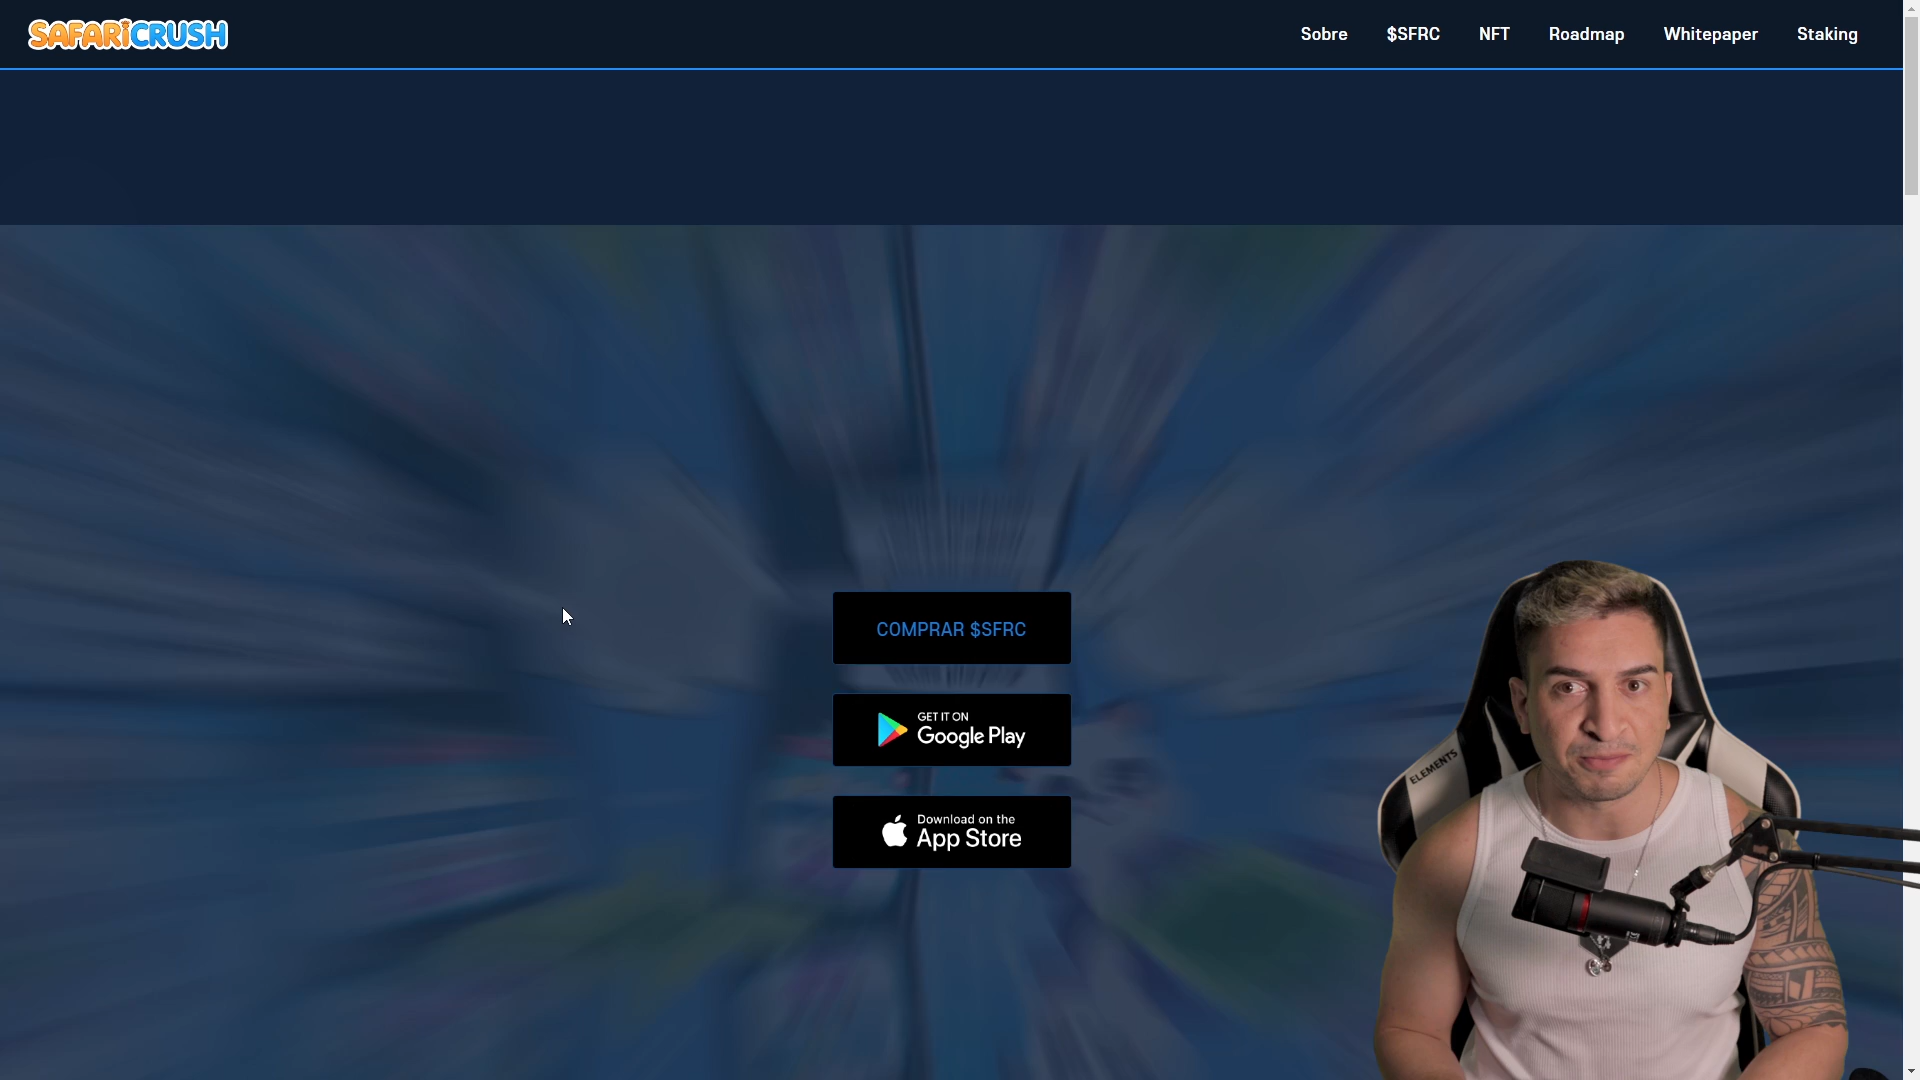 SAFARICRUSH
Sobre
$SFRC
NFT
Roadmap
Whitepaper
Staking
COMPRAR $SFRC
GET IT ON
Google Play
Download on the
App Store
ELEMENTS